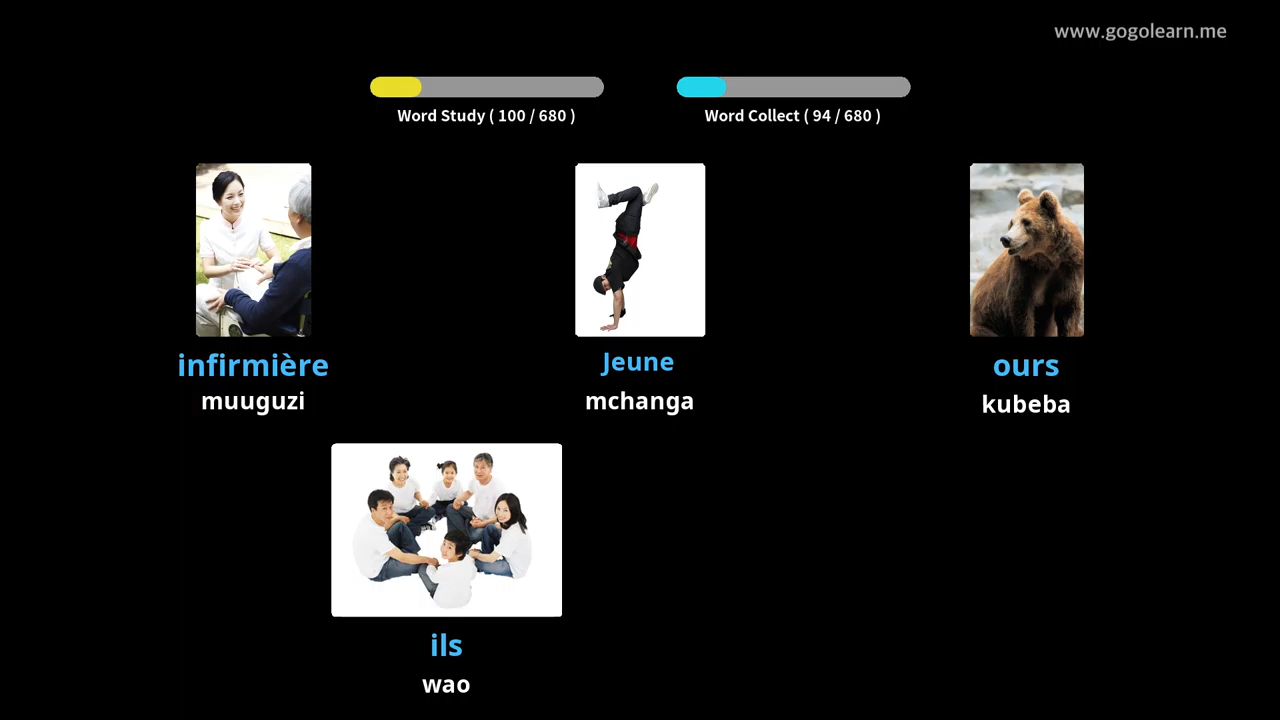 www.gogolearn.me
Word Study ( 100 / 680 )
Word Collect ( 94 / 680 )
infirmière
muuguzi
Jeune
mchanga
ours
kubeba
ils
wao